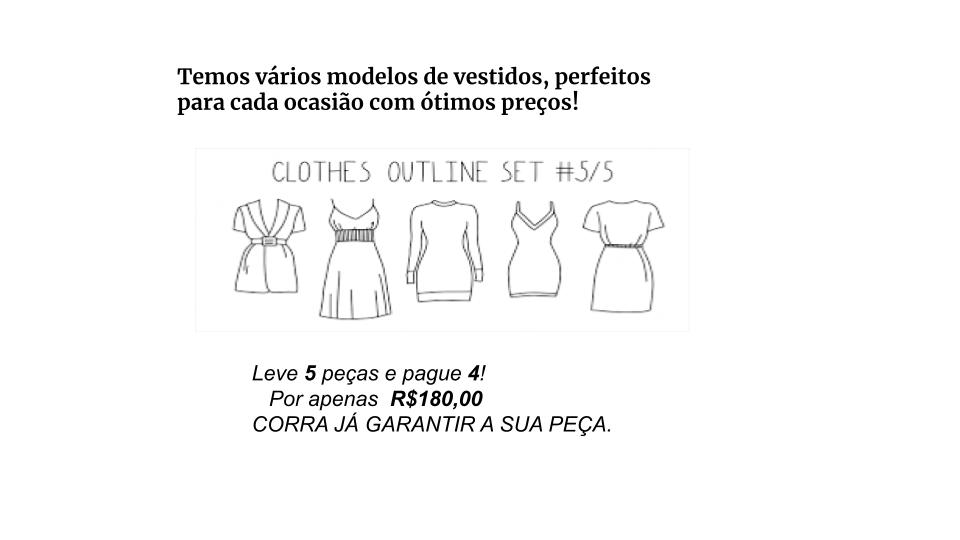 Temos vários modelos de vestidos, perfeitos
para cada ocasião com ótimos preços!
CLOTHES OUTLINE SET #5/5
Leve 5 peças e pague 4!
Por apenas R$180,00
CORRA JÁ GARANTIR A SUA PEÇA.